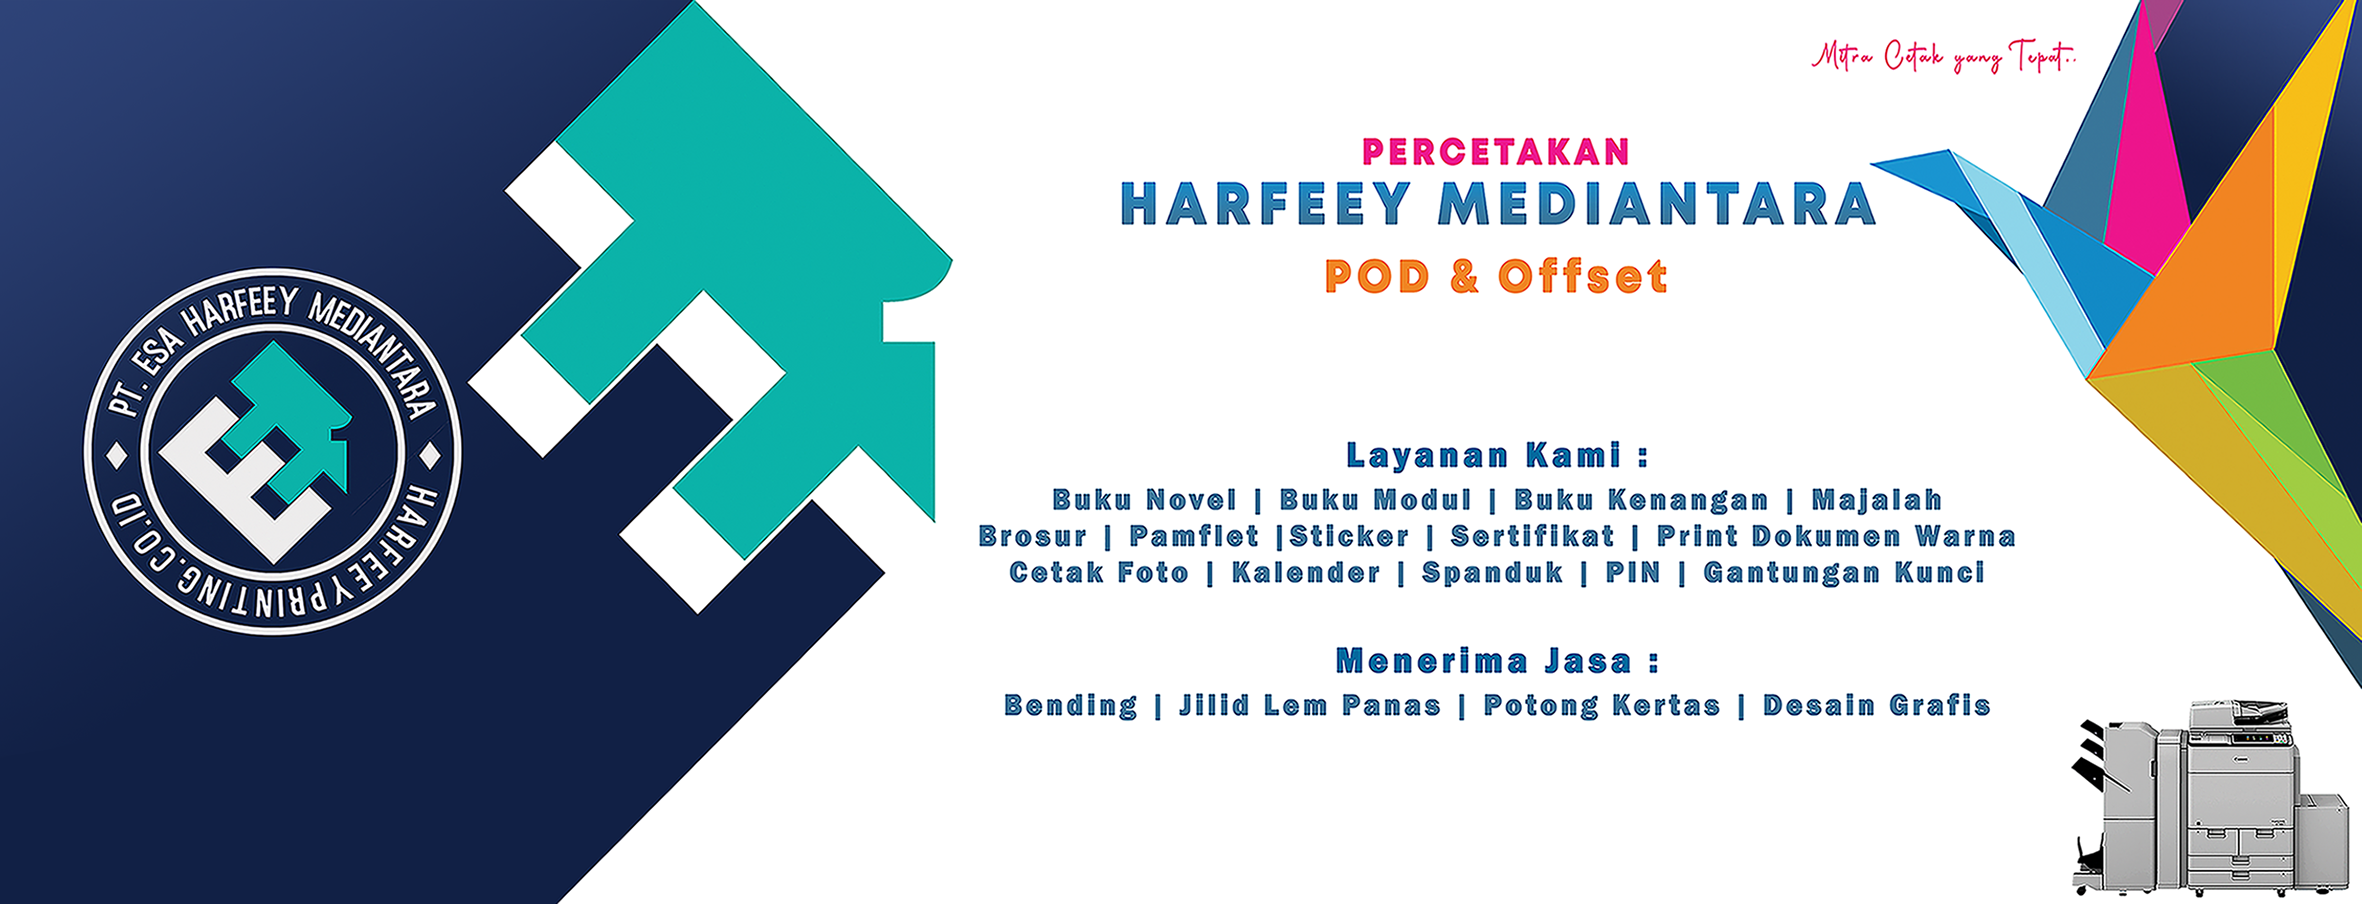 Mitra Cetak yang Tepat..
PERCETAKAN
HARFEEY MEDIANTARA
POD & Offset
PT. ESA HARFEEY MEDIANTARA
HARFEEYPRINTING.CO.ID
Layanan Kami :
Buku Novel | Buku Modul | Buku Kenangan | Majalah
Brosur | Pamflet |Sticker | Sertifikat | Print Dokumen Warna
Cetak Foto | Kalender | Spanduk | PIN | Gantungan Kunci
Menerima Jasa :
Bending | Jilid Lem Panas | Potong Kertas | Desain Grafis
Canon